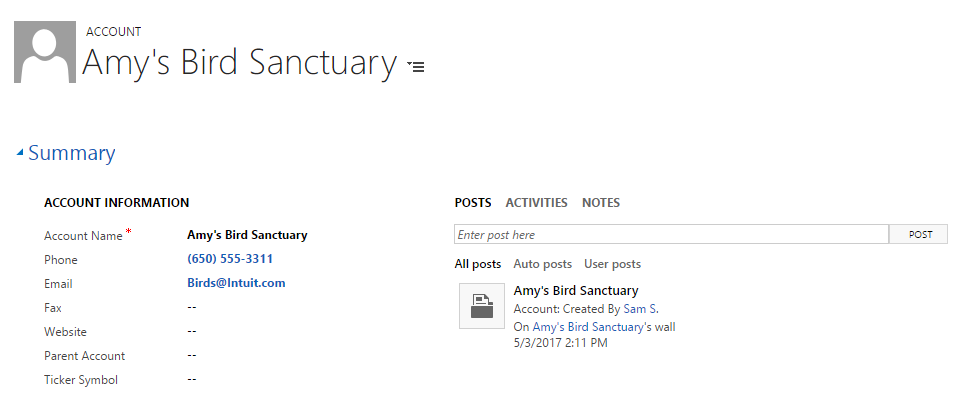 ACCOUNT
Amy's Bird Sanctuary
Summary
ACCOUNT INFORMATION
Account Name *
Amy's Bird Sanctuary
Phone
(650) 555-3311
Email
Birds@Intuit.com
Fax
--
Website
--
Parent Account
--
Ticker Symbol
--
POSTS ACTIVITIES NOTES
Enter post here
POST
All posts Auto posts User posts
Amy's Bird Sanctuary
Account: Created By Sam S.
On Amy's Bird Sanctuary's wall
5/3/2017 2:11 PM